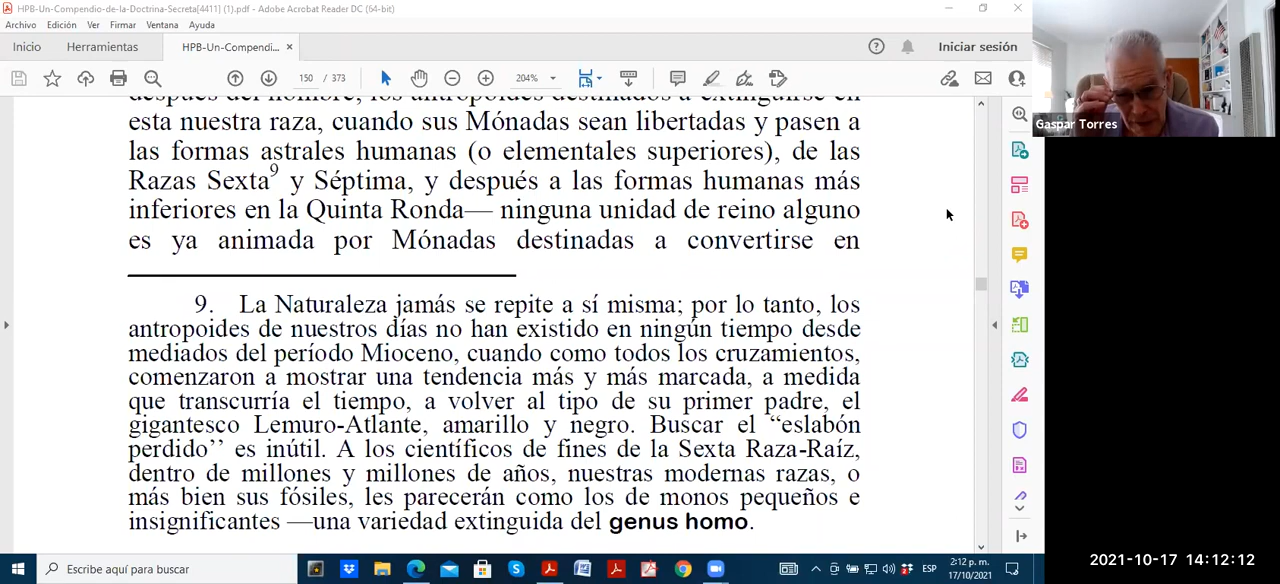 HPB-Un-Compendio-de-la-Doctrina-Secreta[4411] (1).pdf - Adobe Acrobat Reader DC (64-bit)
Archivo Edición Ver Firmar Ventana Ayuda
Inicio Herramientas HPB-Un-Compendi... × Iniciar sesión
150 / 373 204%
después del hombre, los antropoides destinados a extinguirse en
esta nuestra raza, cuando sus Mónadas sean libertadas y pasen a
las formas astrales humanas (o elementales superiores), de las
Razas Sexta9 y Séptima, y después a las formas humanas más
inferiores en la Quinta Ronda— ninguna unidad de reino alguno
es ya animada por Mónadas destinadas a convertirse en
9. La Naturaleza jamás se repite a sí misma; por lo tanto, los
antropoides de nuestros días no han existido en ningún tiempo desde
mediados del período Mioceno, cuando como todos los cruzamientos,
comenzaron a mostrar una tendencia más y más marcada, a medida
que transcurría el tiempo, a volver al tipo de su primer padre, el
gigantesco Lemuro-Atlante, amarillo y negro. Buscar el “eslabón
perdido’’ es inútil. A los científicos de fines de la Sexta Raza-Raíz,
dentro de millones y millones de años, nuestras modernas razas, o
más bien sus fósiles, les parecerán como los de monos pequeños e
insignificantes —una variedad extinguida del genus homo.
Gaspar Torres
Escribe aquí para buscar
ESP
2:12 p. m.
17/10/2021
2021-10-17 14:12:12